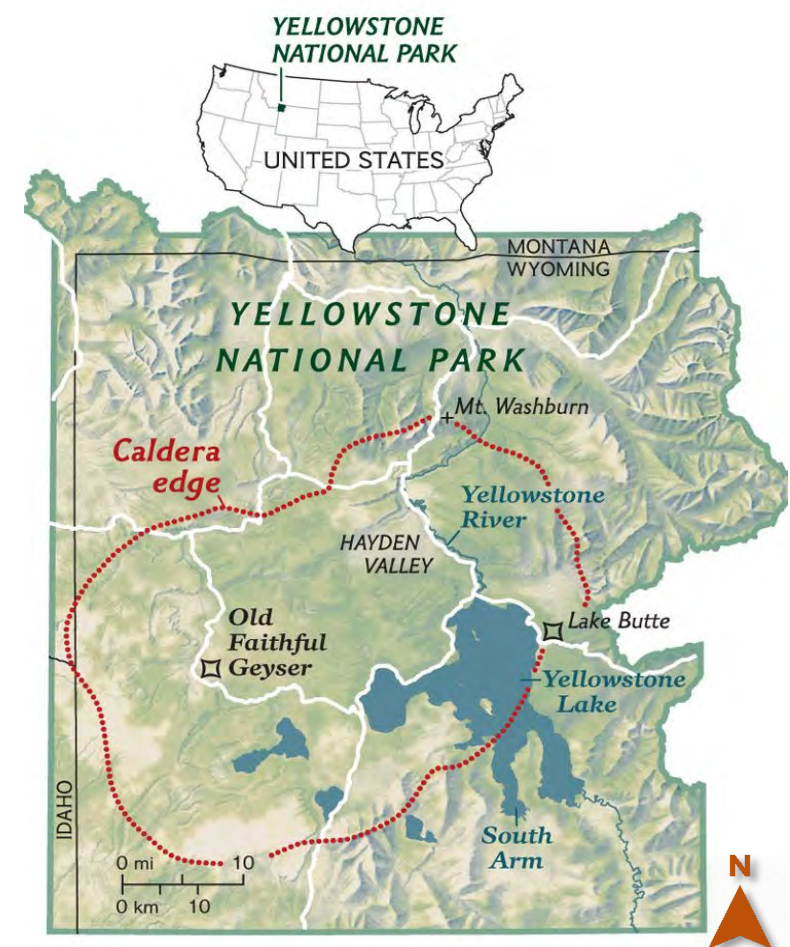 YELLOWSTONE
NATIONAL PARK
UNITED STATES
MONTANA
WYOMING
YELLOWSTONE
NATIONAL PARK
Mt. Washburn
Caldera
edge
Yellowstone
River
HAYDEN
VALLEY
Old
Faithful
Geyser
Lake Butte
Yellowstone
Lake
IDAHO
South
Arm
0 mi 10
0 km 10
N